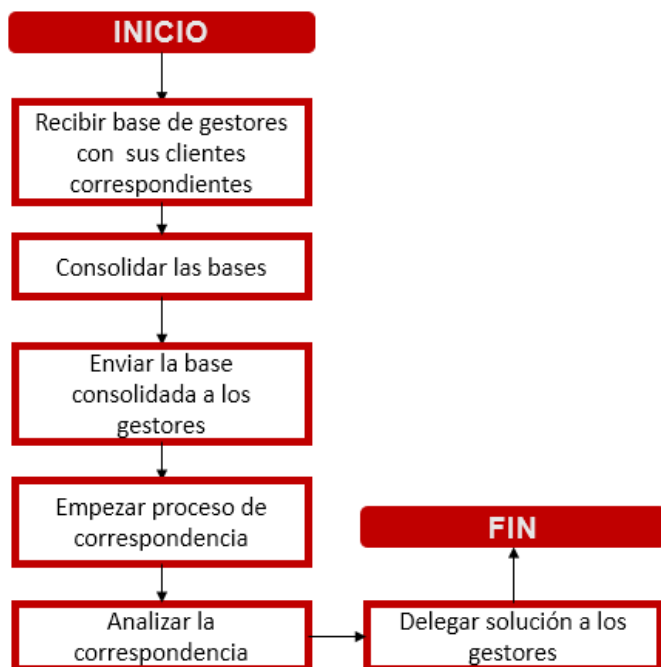 INICIO
Recibir base de gestores
con sus clientes
correspondientes
Consolidar las bases
Enviar la base
consolidada a los
gestores
Empezar proceso de
correspondencia
Analizar la
correspondencia
Delegar solución a los
gestores
FIN